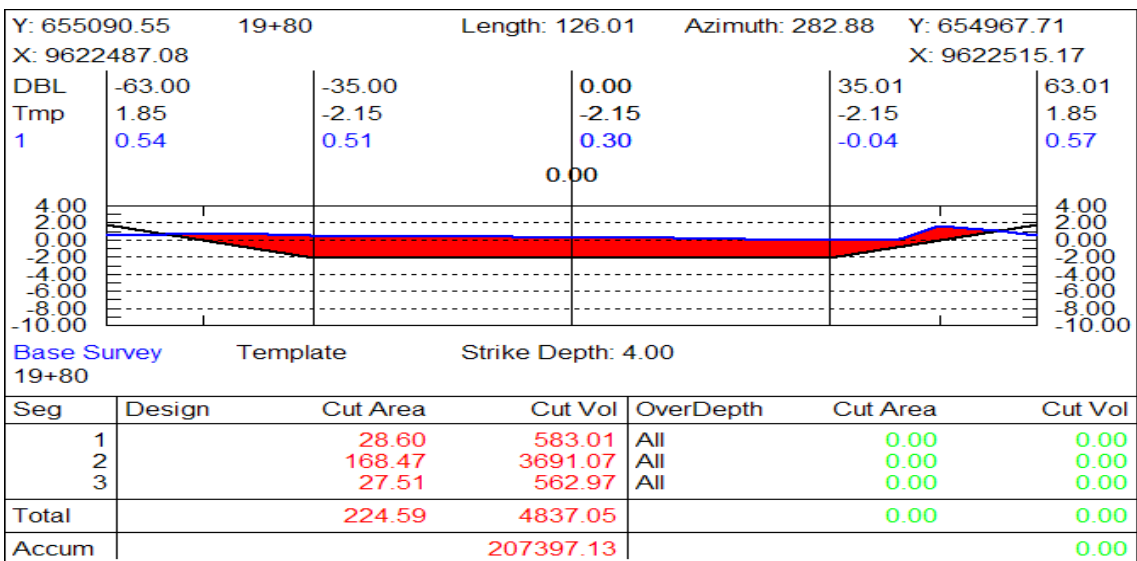 Y: 655090.55 19+80 Length: 126.01 Azimuth: 282.88 Y: 654967.71
X: 9622487.08 X: 9622515.17
DBL -63.00 -35.00 0.00 35.01 63.01
Tmp 1.85 -2.15 -2.15 -2.15 1.85
1 0.54 0.51 0.30 -0.04 0.57
0.00
4.00 4.00
2.00 2.00
0.00 0.00
-2.00 -2.00
-4.00 -4.00
-6.00 -6.00
-8.00 -8.00
-10.00 -10.00
Base Survey Template Strike Depth: 4.00
19+80
Seg Design Cut Area Cut Vol OverDepth Cut Area Cut Vol
1 28.60 583.01 All 0.00 0.00
2 168.47 3691.07 All 0.00 0.00
3 27.51 562.97 All 0.00 0.00
Total 224.59 4837.05 0.00 0.00
Accum 207397.13 0.00